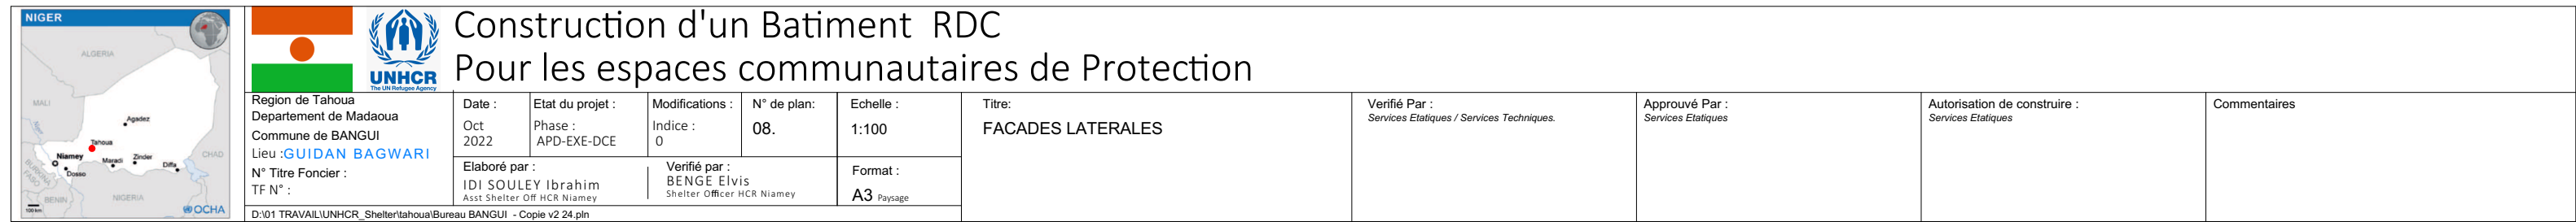 NIGER
ALGERIA
MALI
Agadez
Niger
Tahoua
Niamey
Maradi
Zinder
Diffa
CHAD
Dosso
BURKINA FASO
BENIN
NIGERIA
100 km
OCHA
UNHCR
The UN Refugee Agency
Construction d'un Batiment RDC
Pour les espaces communautaires de Protection
Region de Tahoua
Departement de Madaoua
Commune de BANGUI
Lieu :GUIDAN BAGWARI
N° Titre Foncier :
TF N° :
Date :
Oct
2022
Etat du projet :
Phase :
APD-EXE-DCE
Modifications :
Indice :
0
N° de plan:
08.
Echelle :
1:100
Elaboré par :
IDI SOULEY Ibrahim
Asst Shelter Off HCR Niamey
Verifié par :
BENGE Elvis
Shelter Officer HCR Niamey
Format :
A3 Paysage
D:\01 TRAVAIL\UNHCR_Shelter\tahoua\Bureau BANGUI - Copie v2 24.pln
Titre:
FACADES LATERALES
Verifié Par :
Services Etatiques / Services Techniques.
Approuvé Par :
Services Etatiques
Autorisation de construire :
Services Etatiques
Commentaires